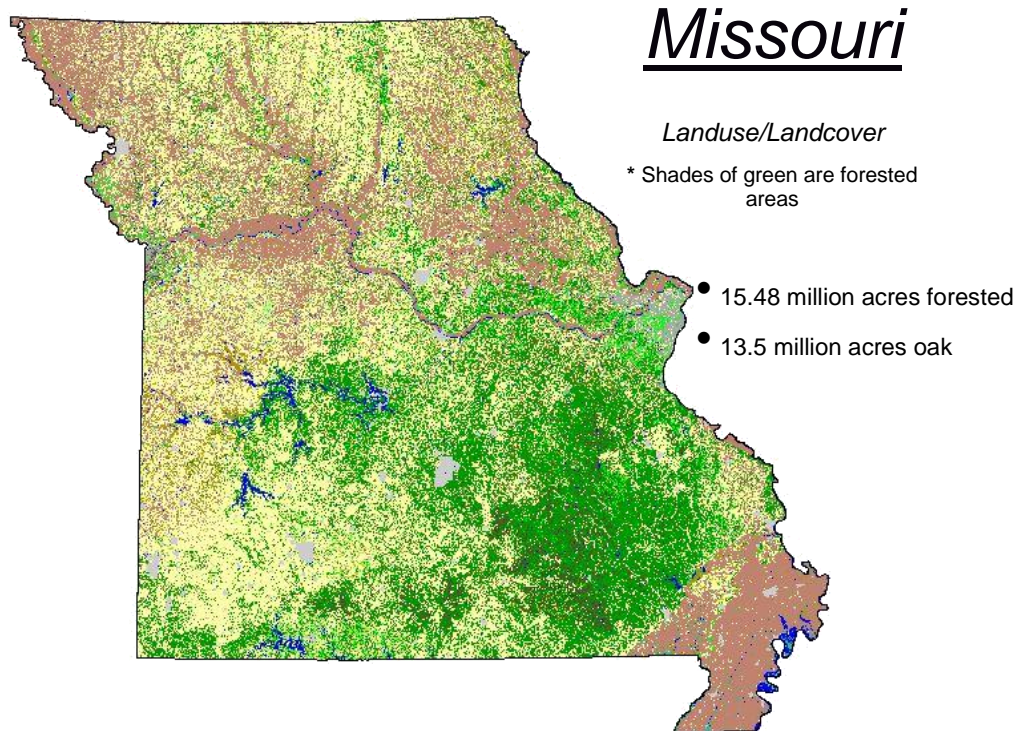 Missouri
Landuse/Landcover
* Shades of green are forested
areas
• 15.48 million acres forested
• 13.5 million acres oak